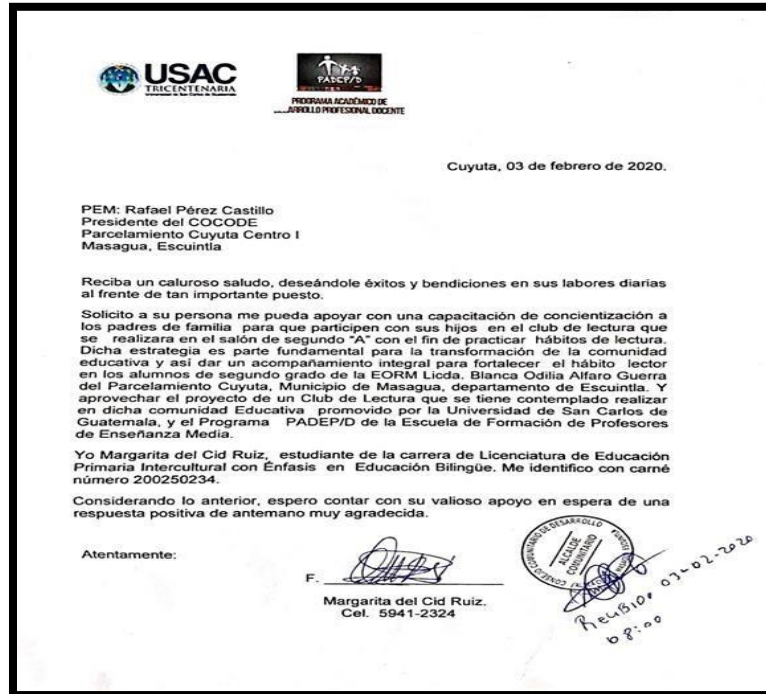 USAC
TRICENTENARIA
Universidad de San Carlos de Guatemala
PADEP/D
PROGRAMA ACADÉMICO DE
ARROLLO PROFESIONAL DOCENTE
Cuyuta, 03 de febrero de 2020.
PEM: Rafael Pérez Castillo
Presidente del COCODE
Parcelamiento Cuyuta Centro I
Masagua, Escuintla
Reciba un caluroso saludo, deseándole éxitos y bendiciones en sus labores diarias
al frente de tan importante puesto.
Solicito a su persona me pueda apoyar con una capacitación de concientización a
los padres de familia para que participen con sus hijos en el club de lectura que
se realizara en el salón de segundo "A" con el fin de practicar hábitos de lectura.
Dicha estrategia es parte fundamental para la transformación de la comunidad
educativa y así dar un acompañamiento integral para fortalecer el hábito lector
en los alumnos de segundo grado de la EORM Licda. Blanca Odilia Alfaro Guerra
del Parcelamiento Cuyuta, Municipio de Masagua, departamento de Escuintla. Y
aprovechar el proyecto de un Club de Lectura que se tiene contemplado realizar
en dicha comunidad Educativa promovido por la Universidad de San Carlos de
Guatemala, y el Programa PADEP/D de la Escuela de Formación de Profesores
de Enseñanza Media.
Yo Margarita del Cid Ruiz, estudiante de la carrera de Licenciatura de Educación
Primaria Intercultural con Énfasis en Educación Bilingüe. Me identifico con carné
número 200250234.
Considerando lo anterior, espero contar con su valioso apoyo en espera de una
respuesta positiva de antemano muy agradecida.
Atentamente:
F.
Margarita del Cid Ruiz.
Cel. 5941-2324
CONSEJO COMUNITARIO DE DESARROLLO
ALCALDE
COMUNITARIO
Recibio. 03-02-2020
08:00